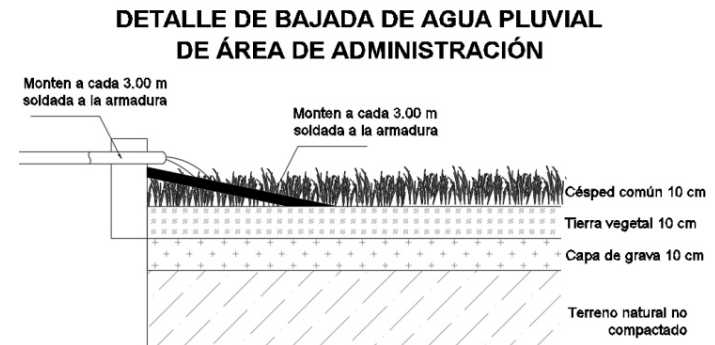 DETALLE DE BAJADA DE AGUA PLUVIAL
DE ÁREA DE ADMINISTRACIÓN
Monten a cada 3.00 m
soldada a la armadura
Monten a cada 3.00 m
soldada a la armadura
Césped común 10 cm
Tierra vegetal 10 cm
Capa de grava 10 cm
Terreno natural no
compactado